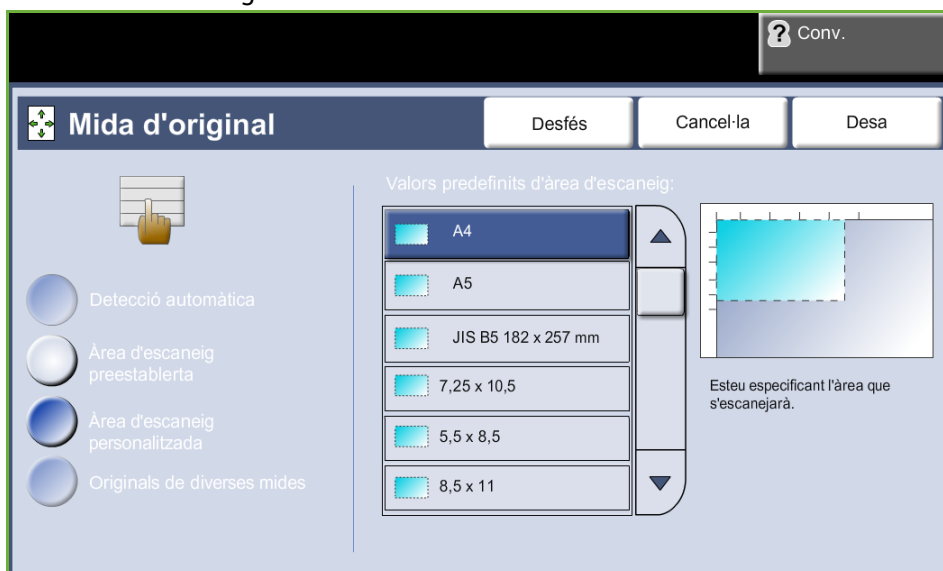 ? Conv.
Mida d'original
Desfés
Cancel·la
Desa
Valors predefinits d'àrea d'escaneig:
Detecció automàtica
Àrea d'escaneig
preestablerta
Àrea d'escaneig
personalitzada
Originals de diverses mides
A4
A5
JIS B5 182 x 257 mm
7,25 x 10,5
5,5 x 8,5
8,5 x 11
Esteu especificant l'àrea que
s'escanejarà.